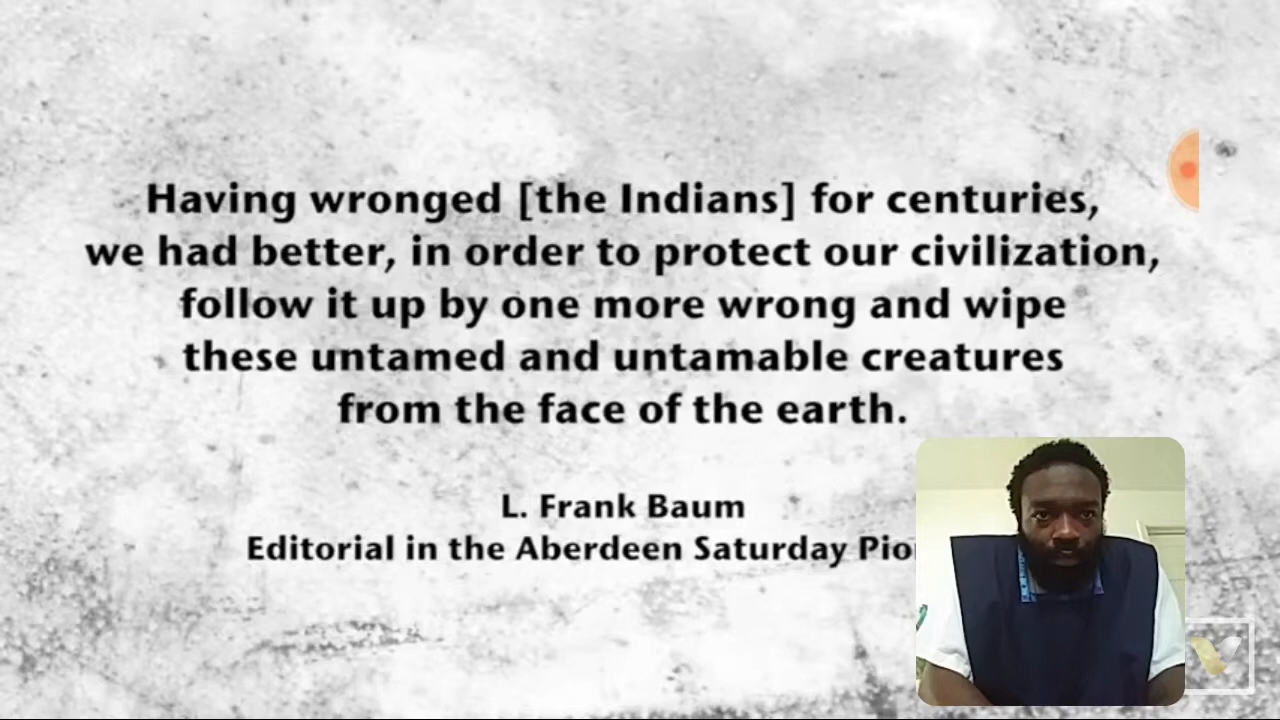 Having wronged [the Indians] for centuries,
we had better, in order to protect our civilization,
follow it up by one more wrong and wipe
these untamed and untamable creatures
from the face of the earth.
L. Frank Baum
Editorial in the Aberdeen Saturday